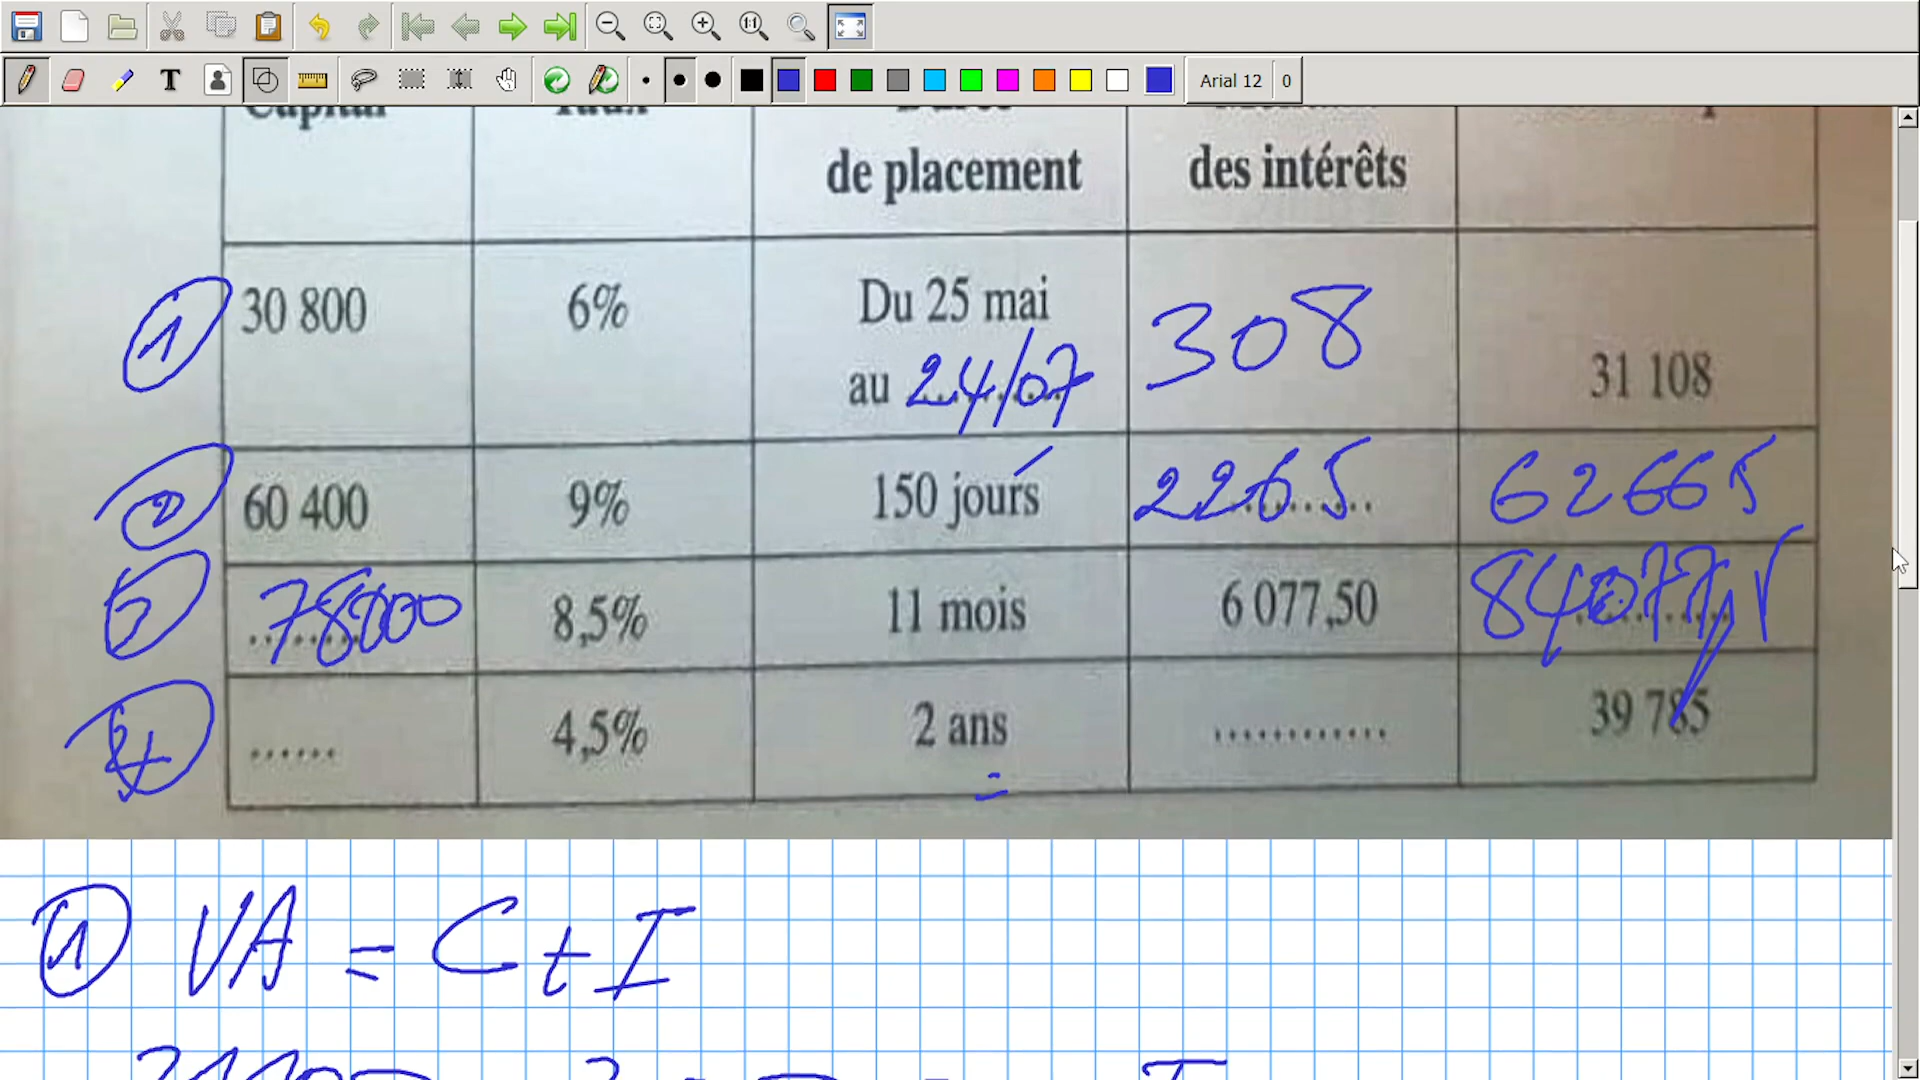 T Arial 12 0
de placement des intérêts
1 30 800 6% Du 25 mai 308
au 24/07 31 108
2 60 400 9% 150 jours 2265 62665
3 78000 8,5% 11 mois 6 077,50 84077,5
4 ...... 4,5% 2 ans ............ 39 785
1 VA = C + I